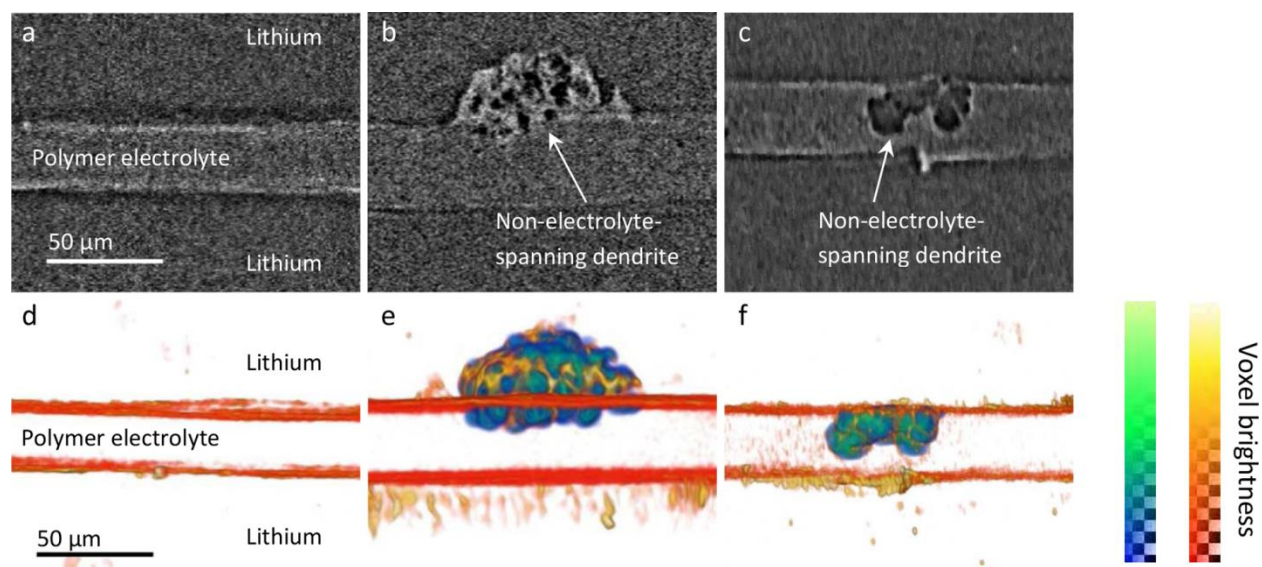 a
Lithium
Polymer electrolyte
50 µm
Lithium
b
Non-electrolyte-
spanning dendrite
c
Non-electrolyte-
spanning dendrite
d
Lithium
Polymer electrolyte
50 µm
Lithium
e
f
Voxel brightness